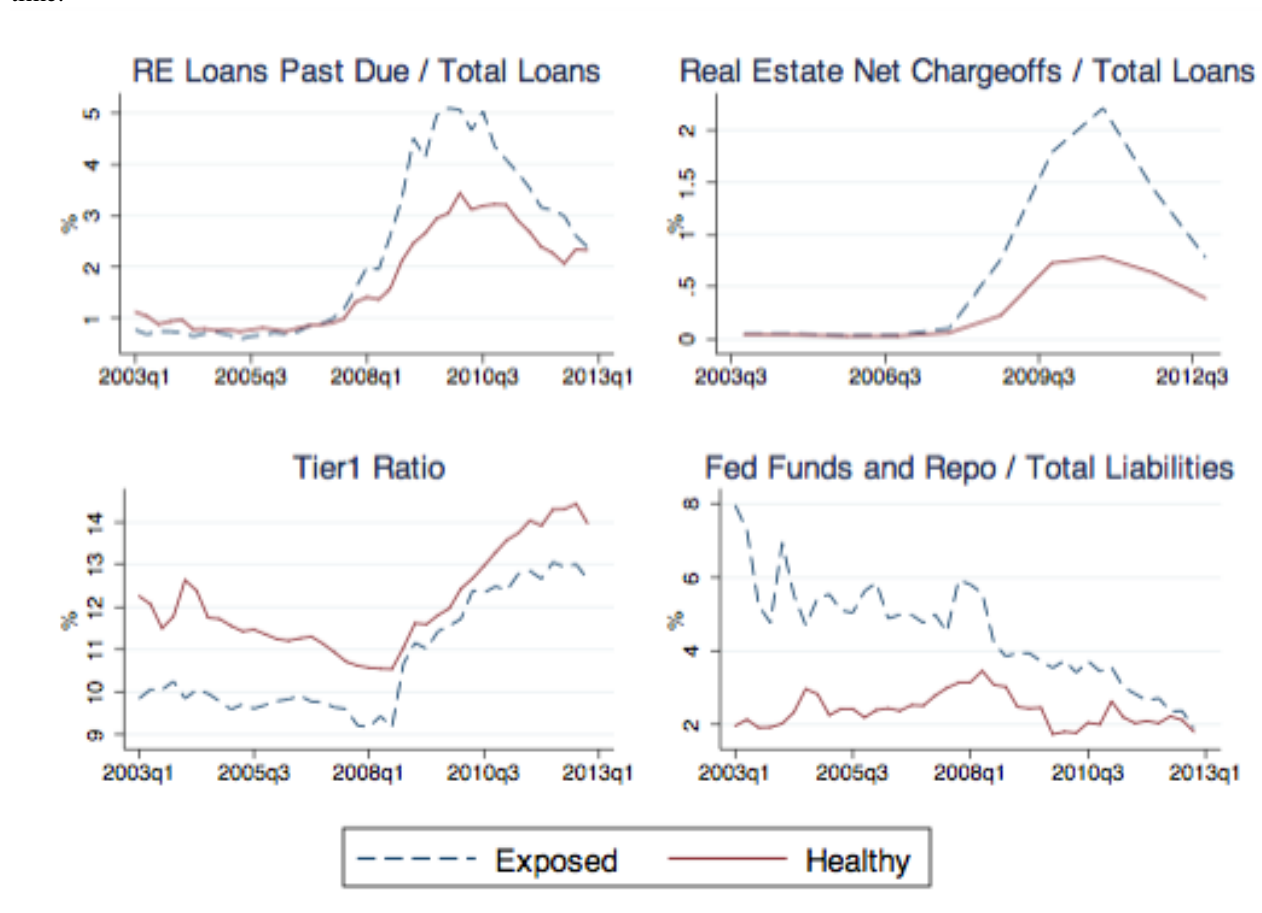 time.
RE Loans Past Due / Total Loans
%
5
4
3
2
1
2003q1 2005q3 2008q1 2010q3 2013q1
Real Estate Net Chargeoffs / Total Loans
%
2
1.5
1
.5
0
2003q3 2006q3 2009q3 2012q3
Tier1 Ratio
%
14
13
12
11
10
9
2003q1 2005q3 2008q1 2010q3 2013q1
Fed Funds and Repo / Total Liabilities
%
8
6
4
2
2003q1 2005q3 2008q1 2010q3 2013q1
Exposed Healthy